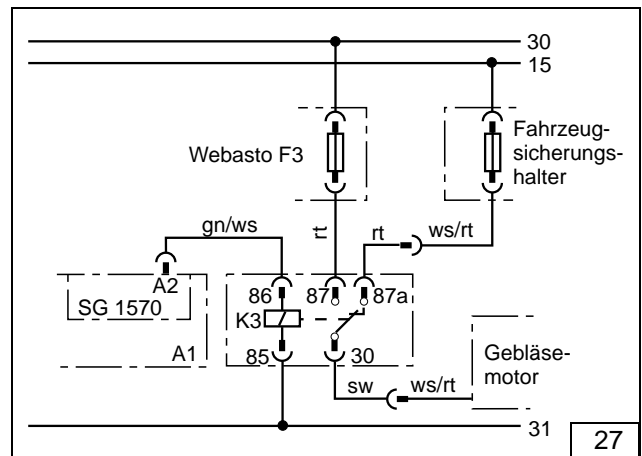 30
15
Webasto F3
Fahrzeug-
sicherungs-
halter
gn/ws
rt
rt
ws/rt
A2
SG 1570
A1
86
87
87a
K3
85
30
Gebläse-
motor
sw
ws/rt
31
27